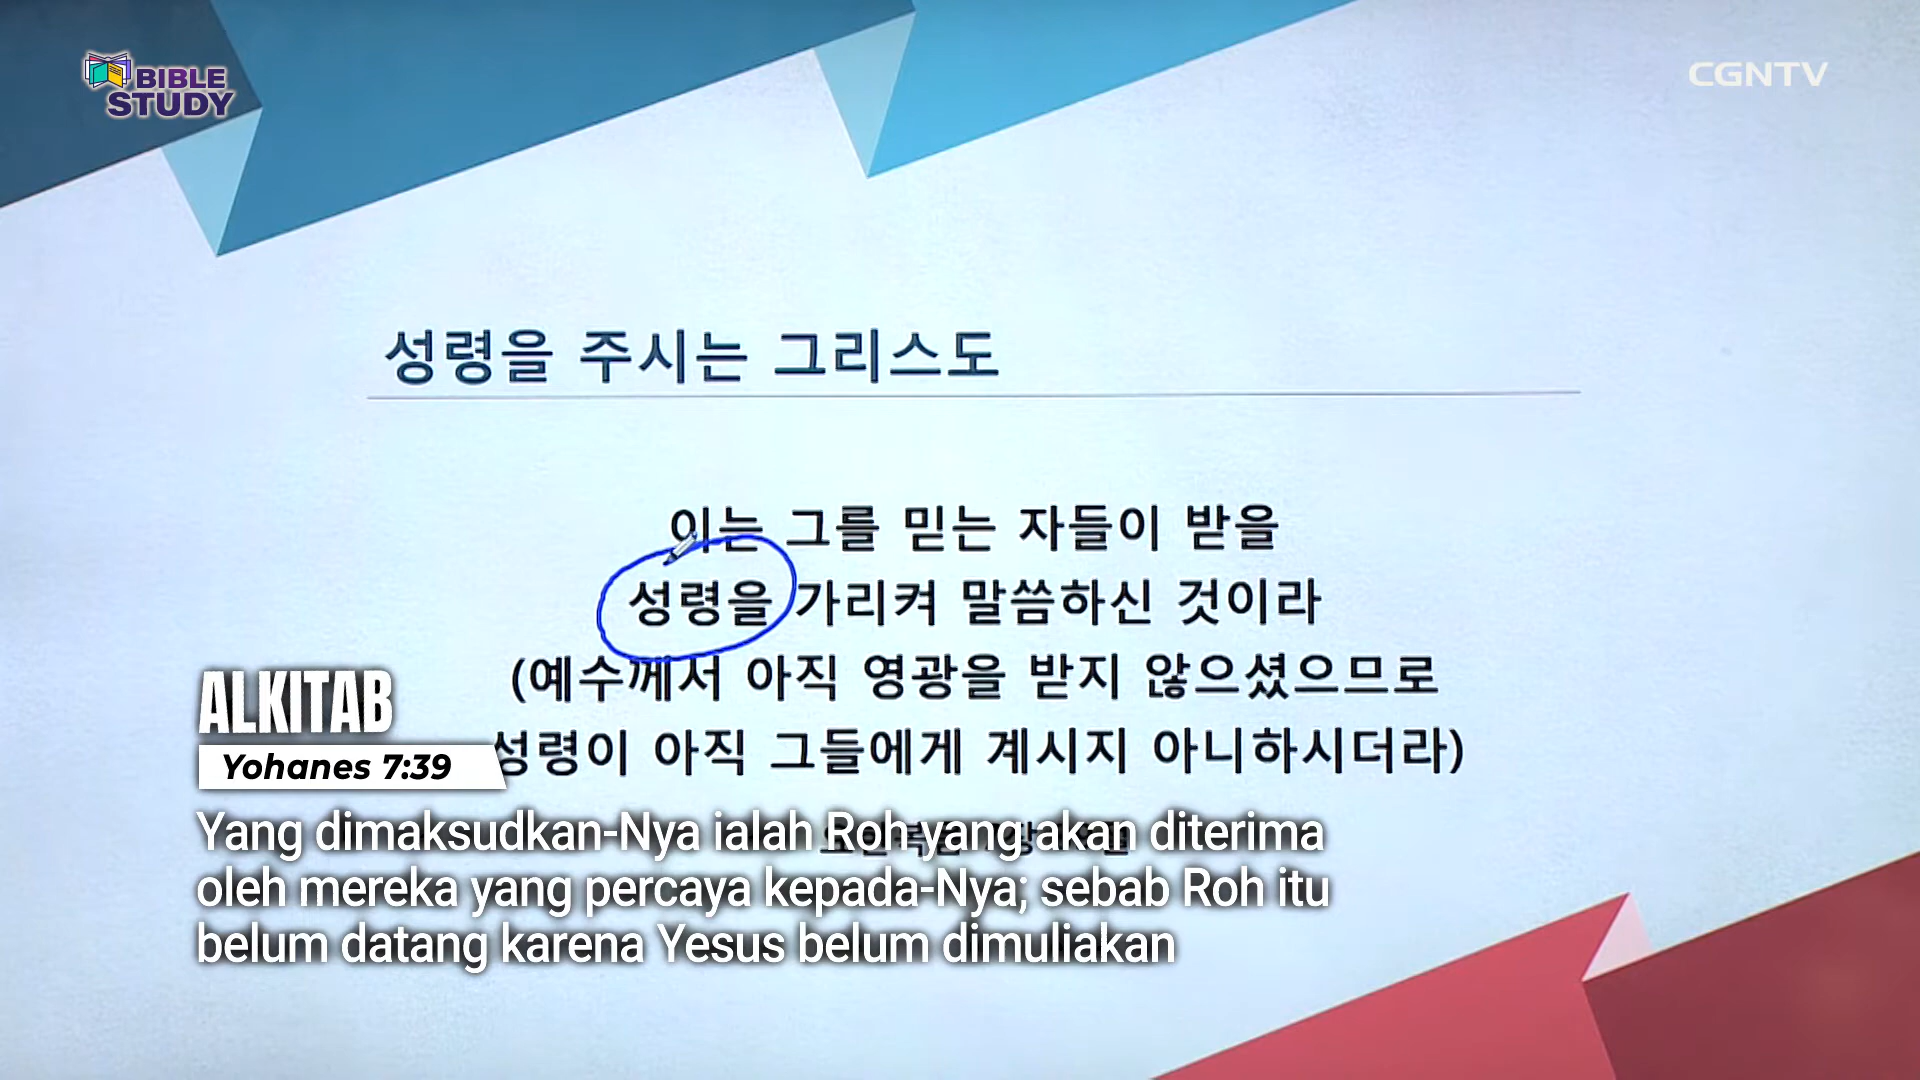 BIBLE
STUDY
CGNTV
성령을 주시는 그리스도
이는 그를 믿는 자들이 받을
성령을 가리켜 말씀하신 것이라
(예수께서 아직 영광을 받지 않으셨으므로
성령이 아직 그들에게 계시지 아니하시더라)
ALKITAB
Yohanes 7:39
Yang dimaksudkan-Nya ialah Roh yang akan diterima
oleh mereka yang percaya kepada-Nya; sebab Roh itu
belum datang karena Yesus belum dimuliakan